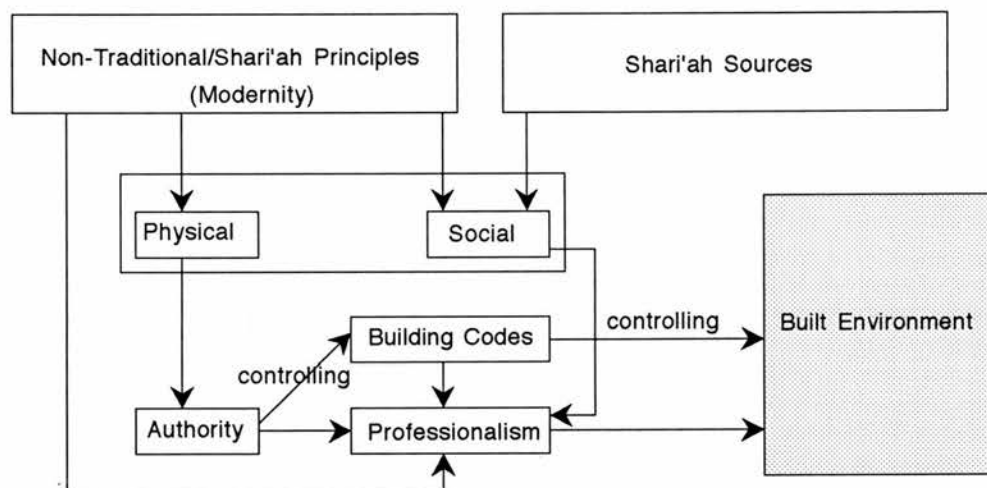 Non-Traditional/Shari'ah Principles
(Modernity)
Shari'ah Sources
Physical
Social
Building Codes
controlling
Built Environment
controlling
Authority
Professionalism